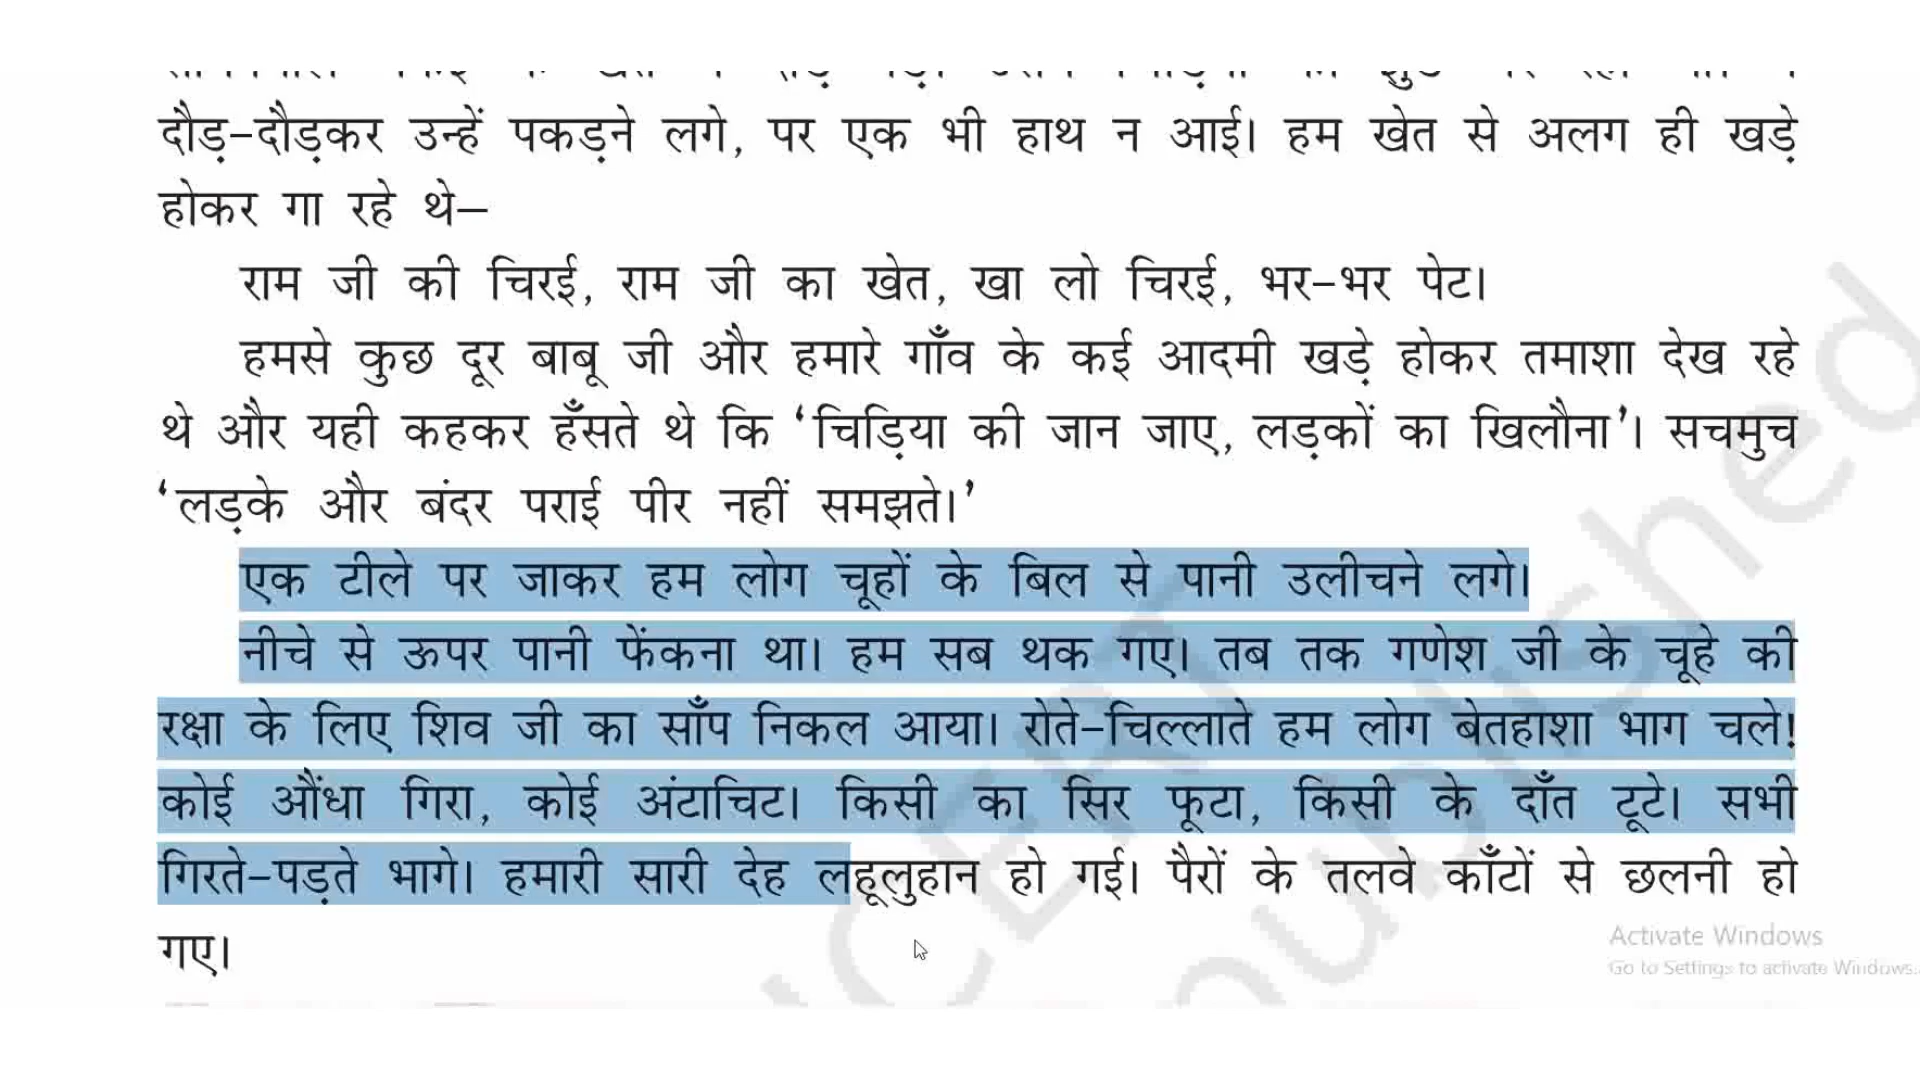 दौड़-दौड़कर उन्हें पकड़ने लगे, पर एक भी हाथ न आई। हम खेत से अलग ही खड़े
होकर गा रहे थे—
राम जी की चिरई, राम जी का खेत, खा लो चिरई, भर-भर पेट।
हमसे कुछ दूर बाबू जी और हमारे गाँव के कई आदमी खड़े होकर तमाशा देख रहे
थे और यही कहकर हँसते थे कि ‘चिड़िया की जान जाए, लड़कों का खिलौना’। सचमुच
‘लड़के और बंदर पराई पीर नहीं समझते।’
एक टीले पर जाकर हम लोग चूहों के बिल से पानी उलीचने लगे।
नीचे से ऊपर पानी फेंकना था। हम सब थक गए। तब तक गणेश जी के चूहे की
रक्षा के लिए शिव जी का साँप निकल आया। रोते-चिल्लाते हम लोग बेतहाशा भाग चले!
कोई औंधा गिरा, कोई अंटाचिट। किसी का सिर फूटा, किसी के दाँत टूटे। सभी
गिरते-पड़ते भागे। हमारी सारी देह लहूलुहान हो गई। पैरों के तलवे काँटों से छलनी हो
गए।
Activate Windows
Go to Settings to activate Windows.
NCERT
published